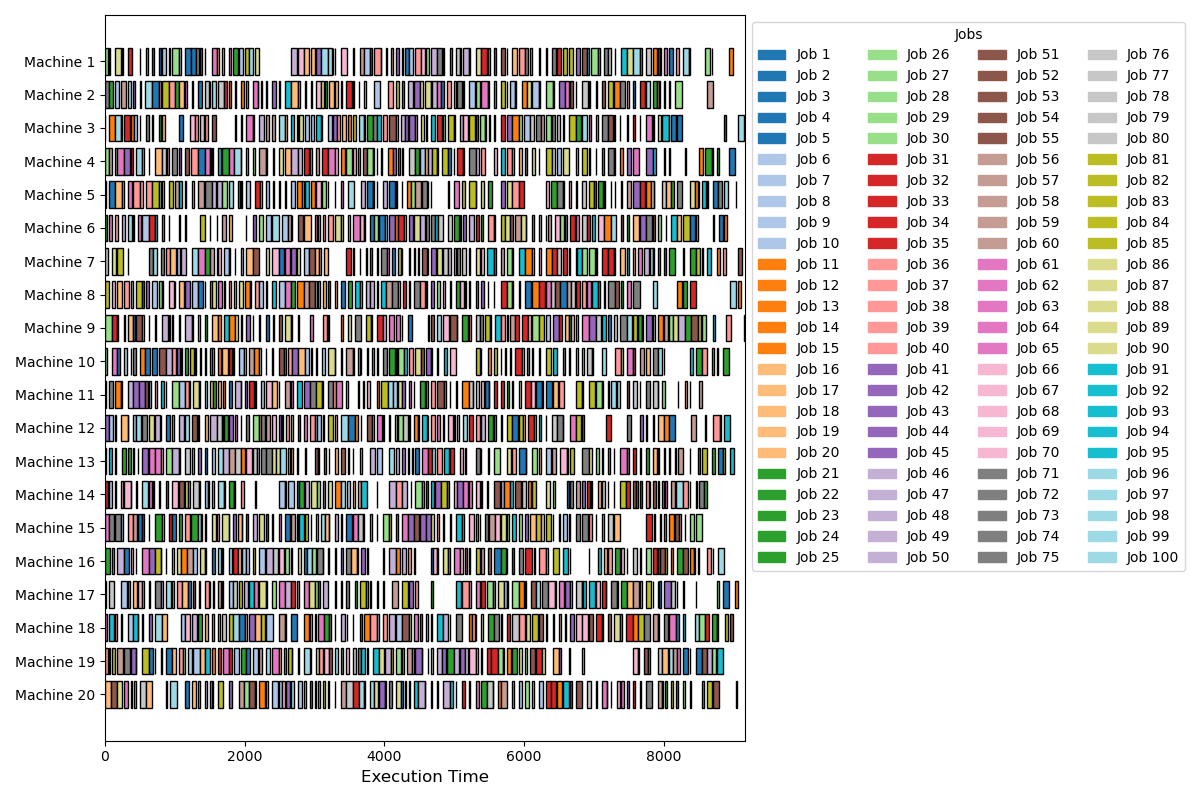 Machine 1
Machine 2
Machine 3
Machine 4
Machine 5
Machine 6
Machine 7
Machine 8
Machine 9
Machine 10
Machine 11
Machine 12
Machine 13
Machine 14
Machine 15
Machine 16
Machine 17
Machine 18
Machine 19
Machine 20
0 2000 4000 6000 8000
Execution Time
Jobs
Job 1 Job 26 Job 51 Job 76
Job 2 Job 27 Job 52 Job 77
Job 3 Job 28 Job 53 Job 78
Job 4 Job 29 Job 54 Job 79
Job 5 Job 30 Job 55 Job 80
Job 6 Job 31 Job 56 Job 81
Job 7 Job 32 Job 57 Job 82
Job 8 Job 33 Job 58 Job 83
Job 9 Job 34 Job 59 Job 84
Job 10 Job 35 Job 60 Job 85
Job 11 Job 36 Job 61 Job 86
Job 12 Job 37 Job 62 Job 87
Job 13 Job 38 Job 63 Job 88
Job 14 Job 39 Job 64 Job 89
Job 15 Job 40 Job 65 Job 90
Job 16 Job 41 Job 66 Job 91
Job 17 Job 42 Job 67 Job 92
Job 18 Job 43 Job 68 Job 93
Job 19 Job 44 Job 69 Job 94
Job 20 Job 45 Job 70 Job 95
Job 21 Job 46 Job 71 Job 96
Job 22 Job 47 Job 72 Job 97
Job 23 Job 48 Job 73 Job 98
Job 24 Job 49 Job 74 Job 99
Job 25 Job 50 Job 75 Job 100